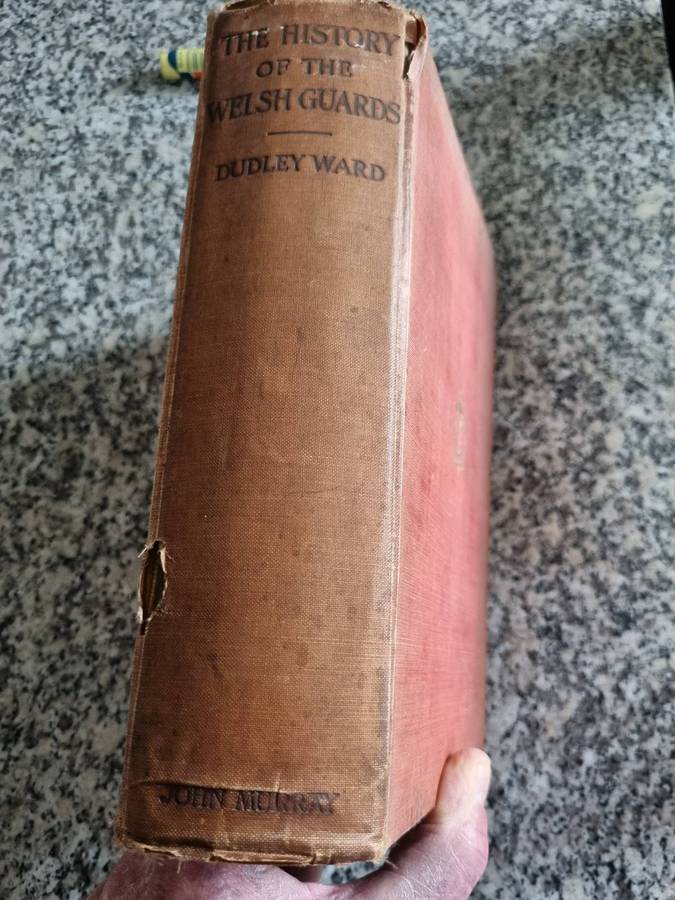 THE HISTORY
OF THE
WELSH GUARDS
DUDLEY WARD
JOHN MURRAY